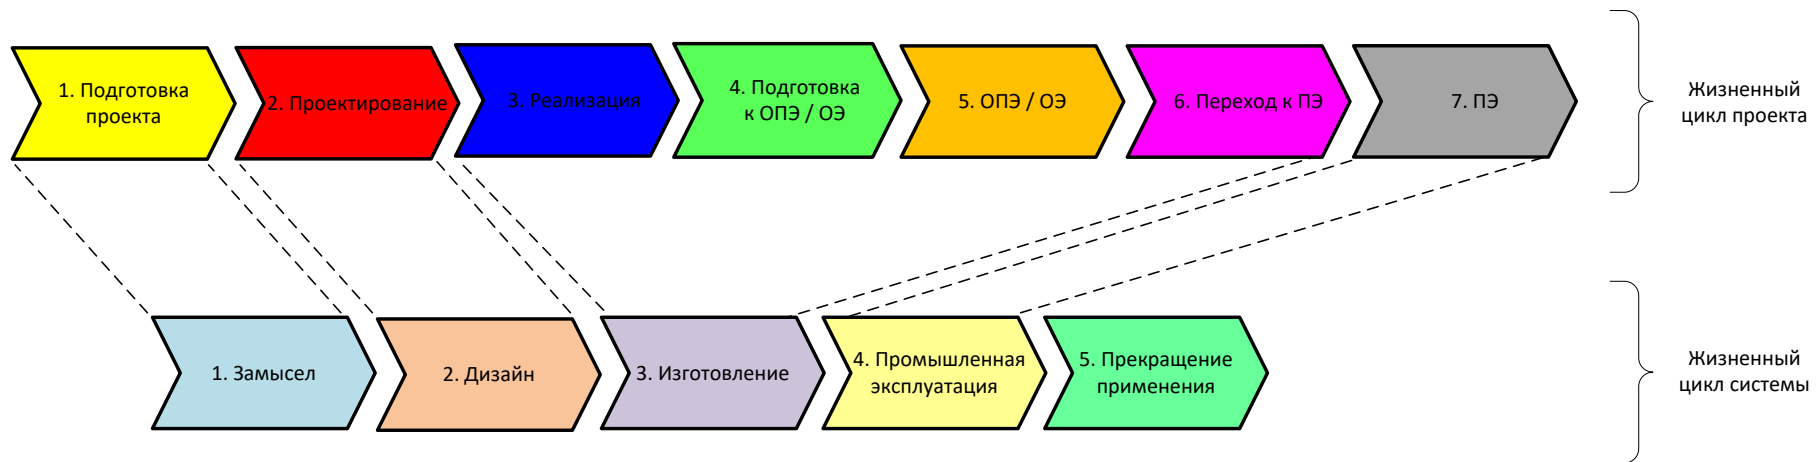 1. Подготовка
проекта
2. Проектирование
3. Реализация
4. Подготовка
к ОПЭ / ОЭ
5. ОПЭ / ОЭ
6. Переход к ПЭ
7. ПЭ
Жизненный
цикл проекта
1. Замысел
2. Дизайн
3. Изготовление
4. Промышленная
эксплуатация
5. Прекращение
применения
Жизненный
цикл системы